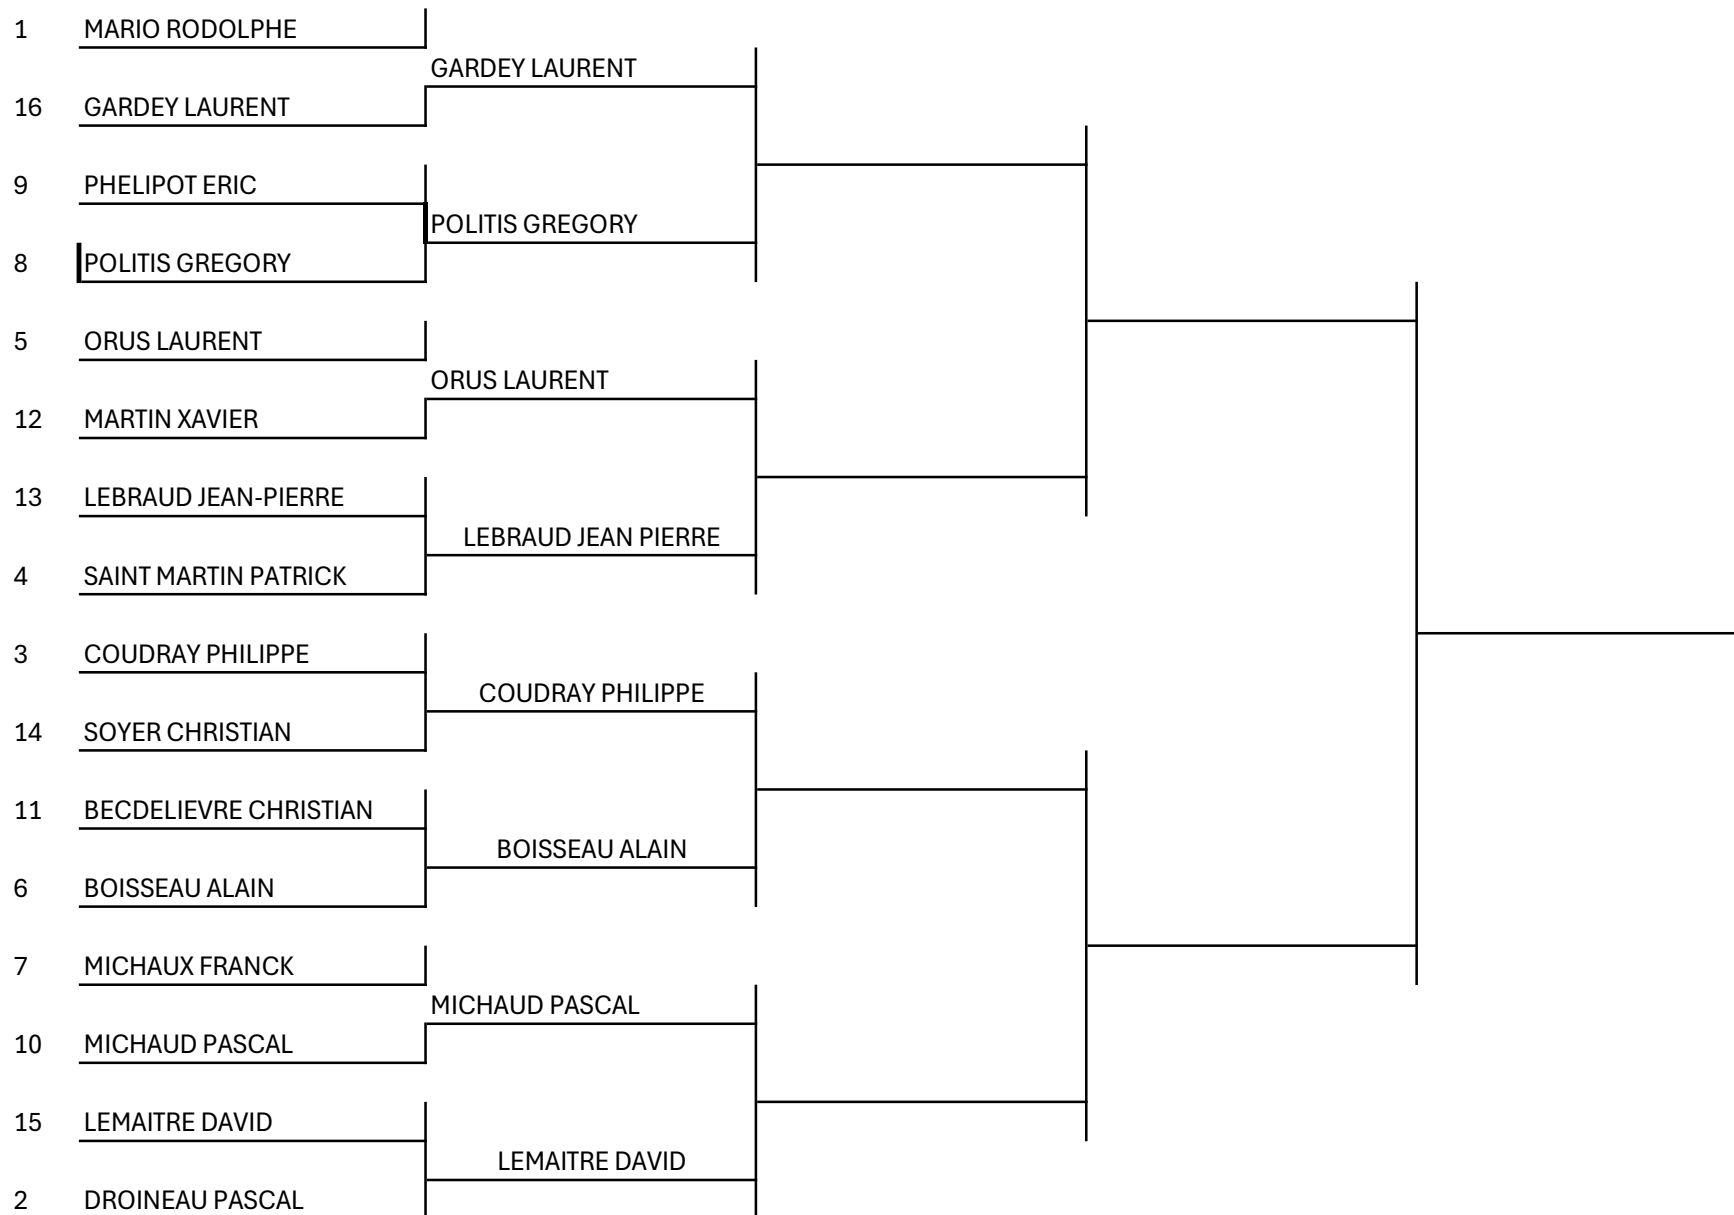 1 MARIO RODOLPHE
GARDEY LAURENT
16 GARDEY LAURENT
9 PHELIPOT ERIC
POLITIS GREGORY
8 POLITIS GREGORY
5 ORUS LAURENT
ORUS LAURENT
12 MARTIN XAVIER
13 LEBRAUD JEAN-PIERRE
LEBRAUD JEAN PIERRE
4 SAINT MARTIN PATRICK
3 COUDRAY PHILIPPE
COUDRAY PHILIPPE
14 SOYER CHRISTIAN
11 BECDELIEVRE CHRISTIAN
BOISSEAU ALAIN
6 BOISSEAU ALAIN
7 MICHAUX FRANCK
MICHAUD PASCAL
10 MICHAUD PASCAL
15 LEMAITRE DAVID
LEMAITRE DAVID
2 DROINEAU PASCAL